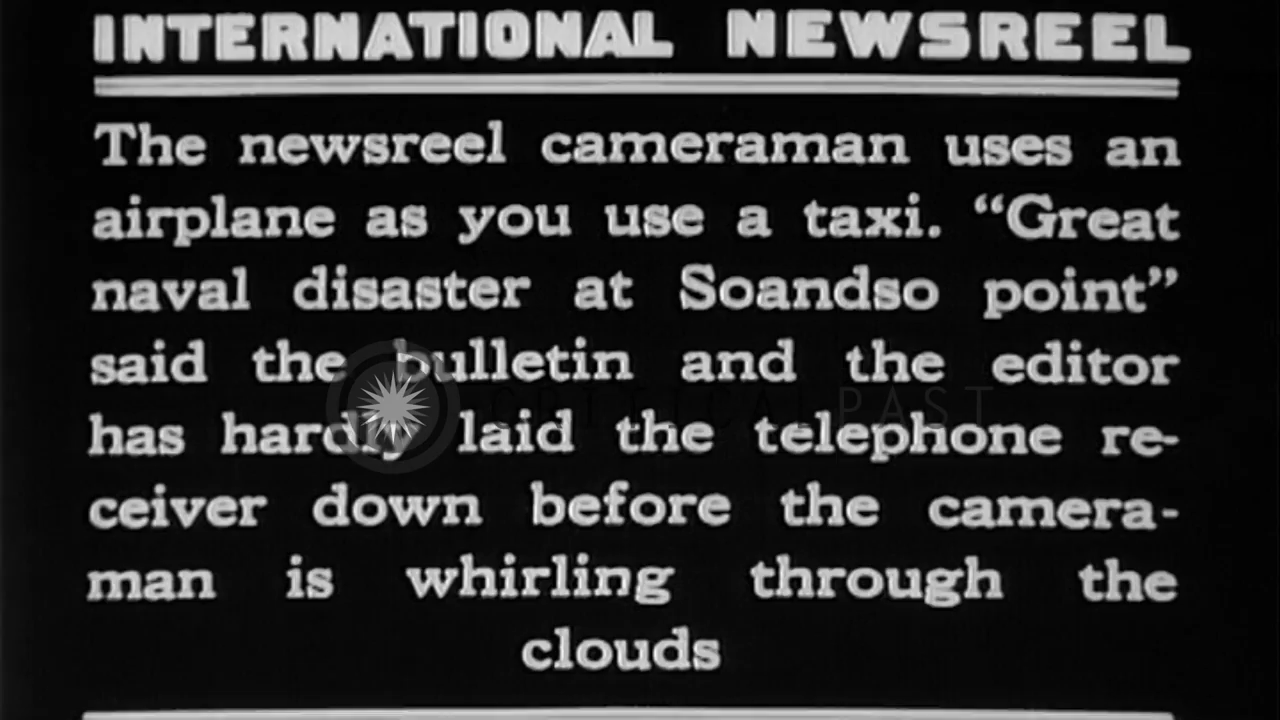 INTERNATIONAL NEWSREEL
The newsreel cameraman uses an
airplane as you use a taxi. “Great
naval disaster at Soandso point”
said the bulletin and the editor
has hardly laid the telephone re-
ceiver down before the camera-
man is whirling through the
clouds
CRITICALPAST